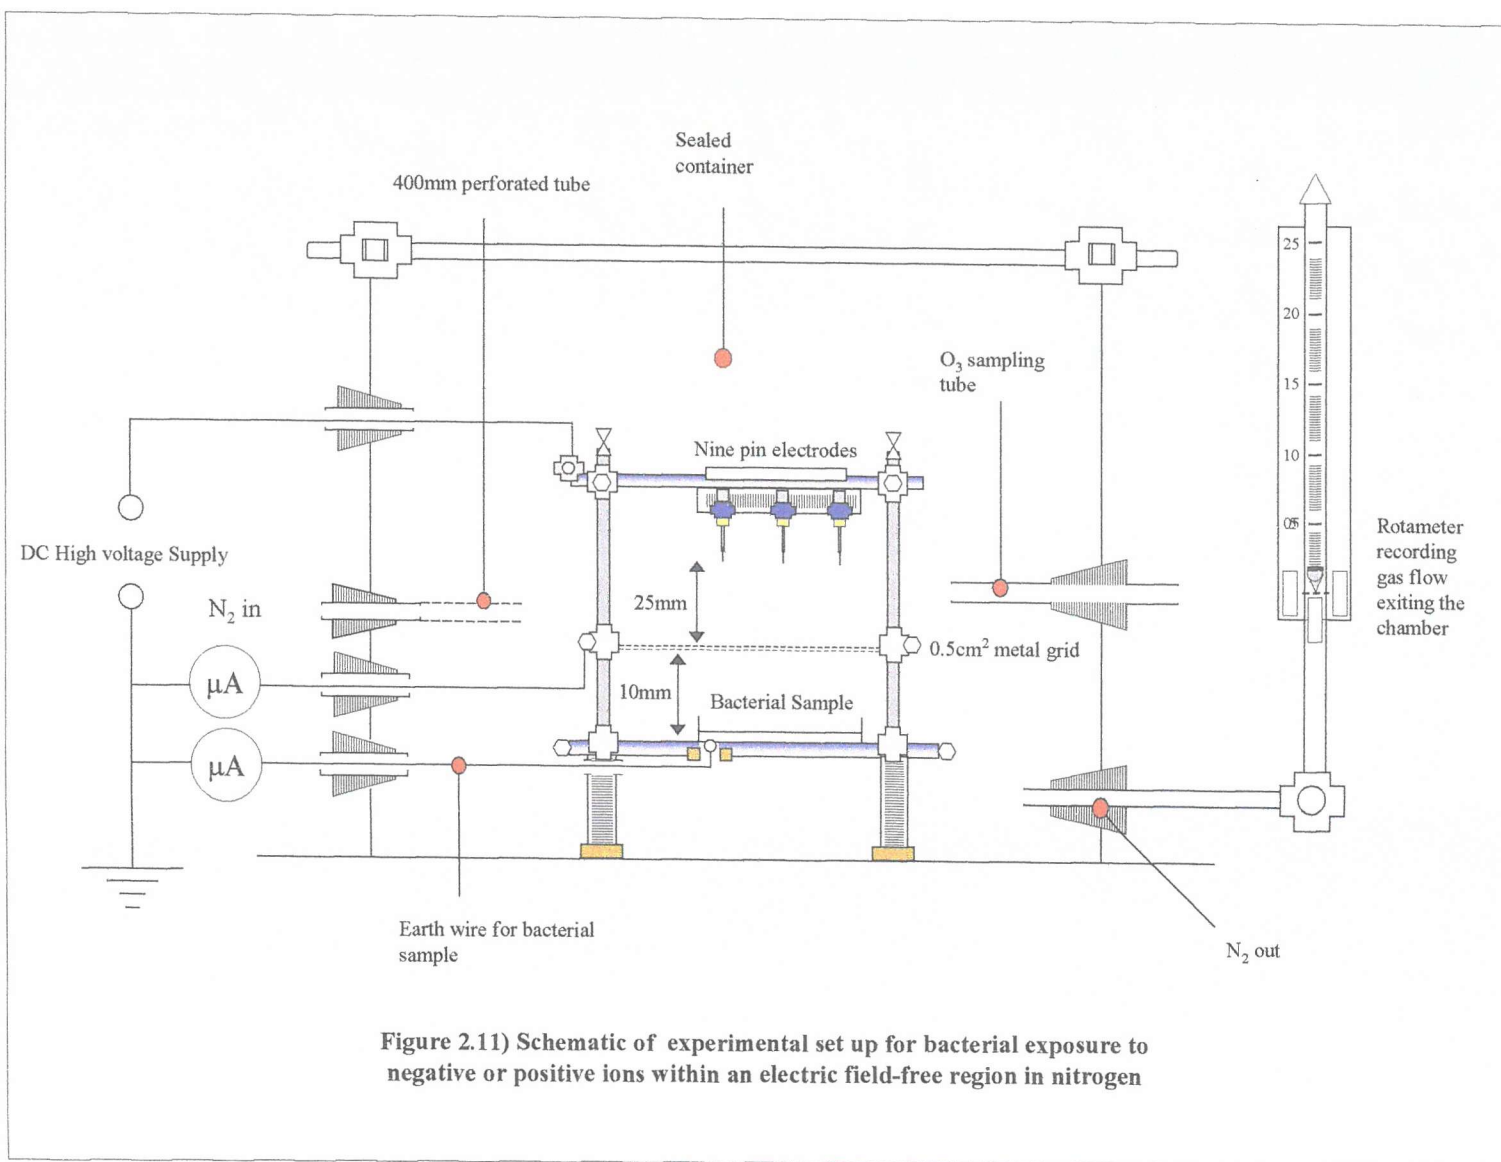 Sealed
container
400mm perforated tube
O₃ sampling
tube
Nine pin electrodes
DC High voltage Supply
N₂ in
25mm
0.5cm² metal grid
10mm
Bacterial Sample
μA
μA
25
20
15
10
05
Rotameter
recording
gas flow
exiting the
chamber
Earth wire for bacterial
sample
N₂ out
Figure 2.11) Schematic of experimental set up for bacterial exposure to
negative or positive ions within an electric field-free region in nitrogen